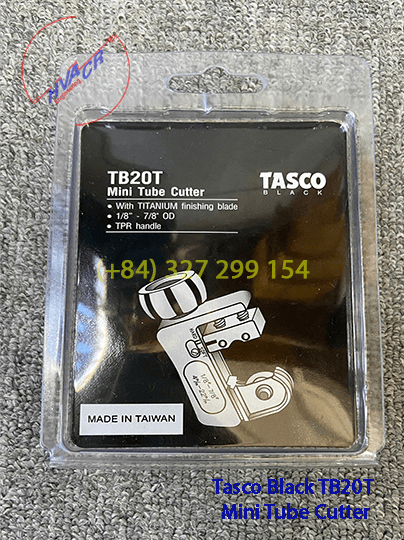 HVACR
TB20T
Mini Tube Cutter
• With TITANIUM finishing blade
• 1/8" - 7/8" OD
• TPR handle
TASCO
BLACK
(+84) 327 299 154
MADE IN TAIWAN
Tasco Black TB20T
Mini Tube Cutter